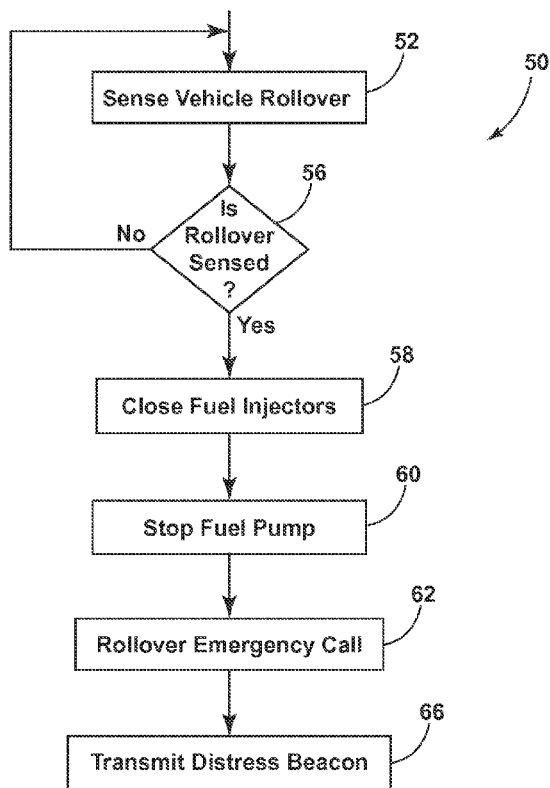 52
50
Sense Vehicle Rollover
56
Is
Rollover
Sensed
?
No
Yes
58
Close Fuel Injectors
60
Stop Fuel Pump
62
Rollover Emergency Call
66
Transmit Distress Beacon